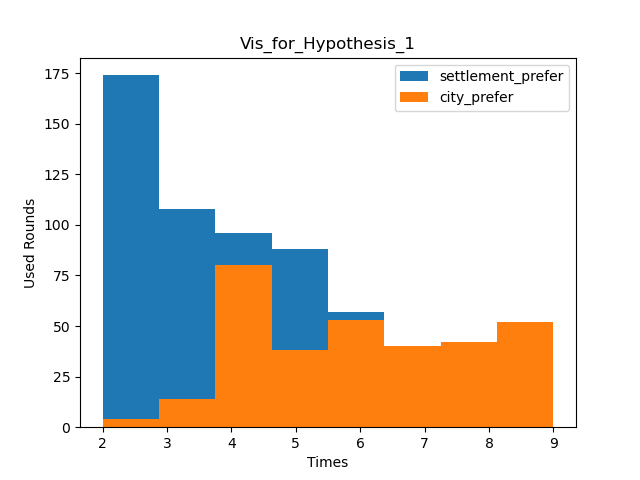 Vis_for_Hypothesis_1
settlement_prefer
city_prefer
Used Rounds
175
150
125
100
75
50
25
0
2 3 4 5 6 7 8 9
Times